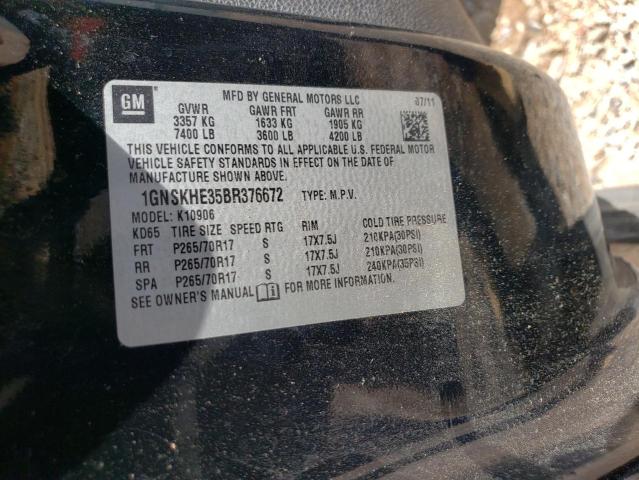 GM
MFD BY GENERAL MOTORS LLC
07/11
GVWR GAWR FRT GAWR RR
3357 KG 1633 KG 1905 KG
7400 LB 3600 LB 4200 LB
THIS VEHICLE CONFORMS TO ALL APPLICABLE U.S. FEDERAL MOTOR
VEHICLE SAFETY STANDARDS IN EFFECT ON THE DATE OF
MANUFACTURE SHOWN ABOVE.
1GNSKHE35BR376672 TYPE: M.P.V.
MODEL: K10906
KD65 TIRE SIZE SPEED RTG RIM COLD TIRE PRESSURE
FRT P265/70R17 S 17X7.5J 210KPA(30PSI)
RR P265/70R17 S 17X7.5J 210KPA(30PSI)
SPA P265/70R17 S 17X7.5J 240KPA(35PSI)
SEE OWNER'S MANUAL FOR MORE INFORMATION.